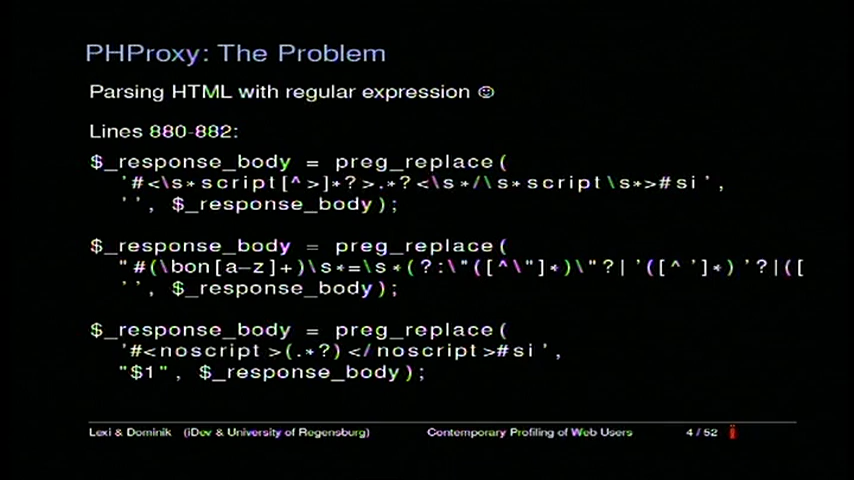 PHProxy: The Problem
Parsing HTML with regular expression ☺
Lines 880-882:
$_response_body = preg_replace(
'#<\s*script[^>]*?>.*?<\s*/\s*script\s*>#si',
'', $_response_body);
$_response_body = preg_replace(
"#(\bon[a-z]+)\s*=\s*(?:\"([^\"]*)\"?|'([^']*)'?|([
'', $_response_body);
$_response_body = preg_replace(
'#<noscript>(.*?)</noscript>#si',
"$1", $_response_body);
Lexi & Dominik (iDev & University of Regensburg) Contemporary Profiling of Web Users 4 / 52